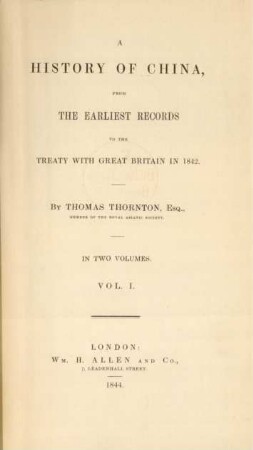 A
HISTORY OF CHINA,
FROM
THE EARLIEST RECORDS
TO THE
TREATY WITH GREAT BRITAIN IN 1842.
BY THOMAS THORNTON, ESQ.,
MEMBER OF THE ROYAL ASIATIC SOCIETY.
IN TWO VOLUMES.
VOL. I.
LONDON:
WM. H. ALLEN AND CO.,
7, LEADENHALL STREET.
1844.